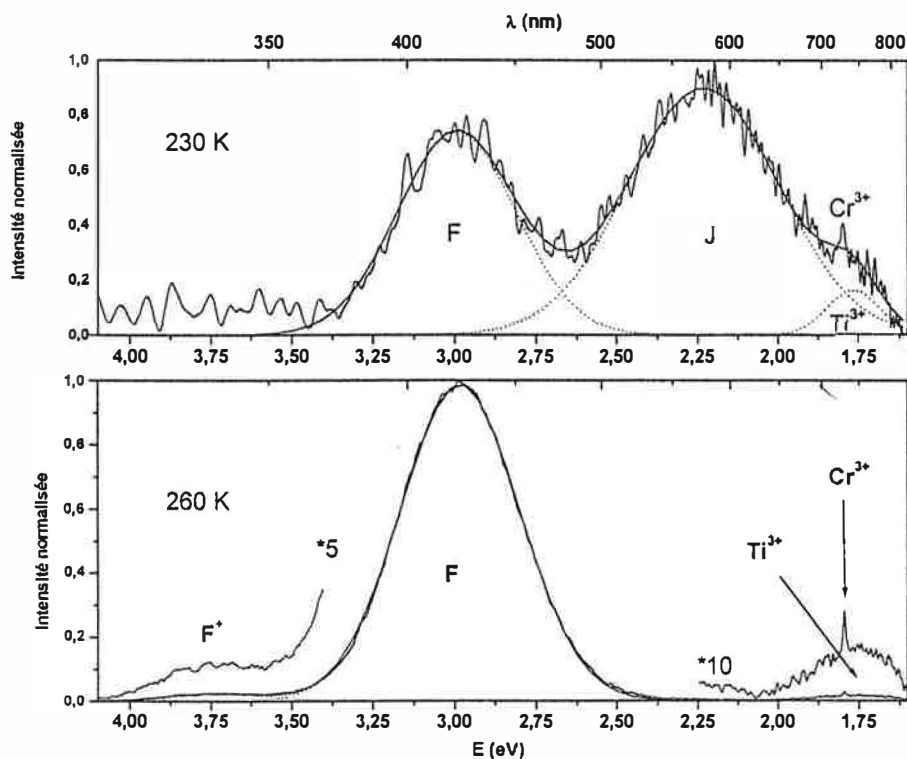 λ (nm)
350 400 500 600 700 800
Intensité normalisée
1,0
0,8
0,6
0,4
0,2
0,0
230 K
F
J
Cr3+
Ti3+
4,00 3,75 3,50 3,25 3,00 2,75 2,50 2,25 2,00 1,75
Intensité normalisée
1,0
0,8
0,6
0,4
0,2
0,0
260 K
*5
F+
F
*10
Ti3+
Cr3+
4,00 3,75 3,50 3,25 3,00 2,75 2,50 2,25 2,00 1,75
E (eV)